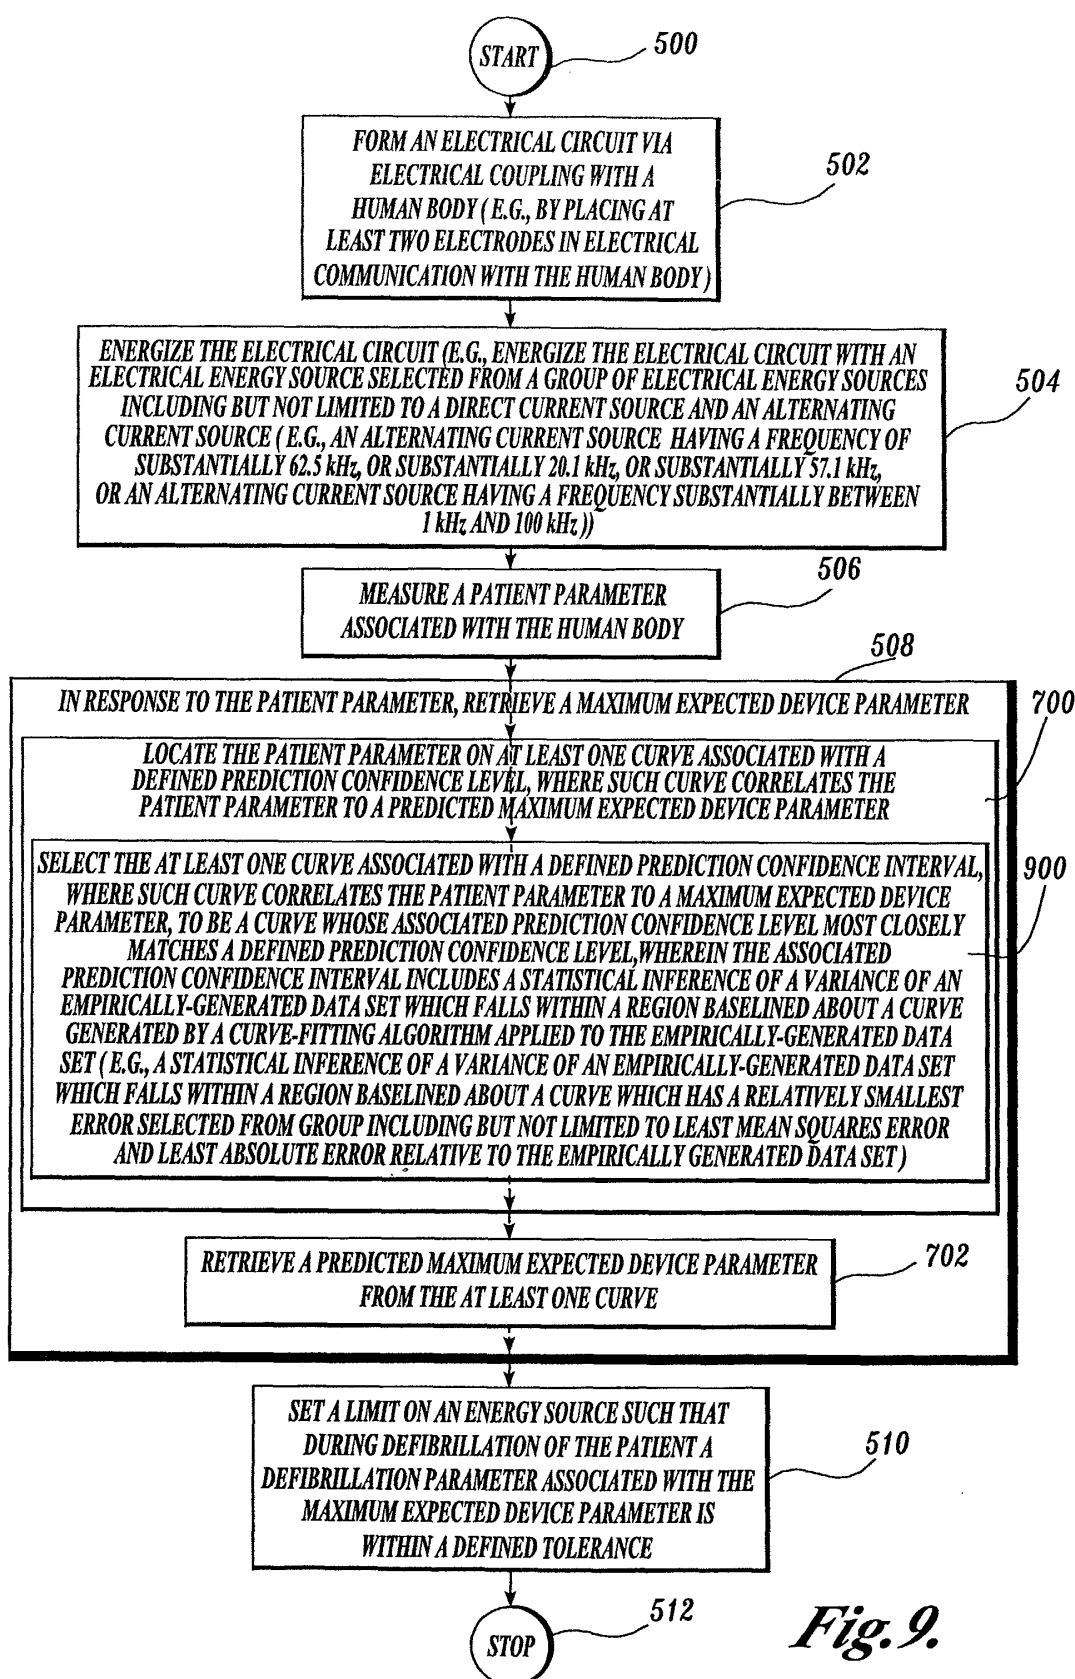 START
500
FORM AN ELECTRICAL CIRCUIT VIA
ELECTRICAL COUPLING WITH A
HUMAN BODY ( E.G., BY PLACING AT
LEAST TWO ELECTRODES IN ELECTRICAL
COMMUNICATION WITH THE HUMAN BODY )
502
ENERGIZE THE ELECTRICAL CIRCUIT (E.G., ENERGIZE THE ELECTRICAL CIRCUIT WITH AN
ELECTRICAL ENERGY SOURCE SELECTED FROM A GROUP OF ELECTRICAL ENERGY SOURCES
INCLUDING BUT NOT LIMITED TO A DIRECT CURRENT SOURCE AND AN ALTERNATING
CURRENT SOURCE ( E.G., AN ALTERNATING CURRENT SOURCE HAVING A FREQUENCY OF
SUBSTANTIALLY 62.5 kHz, OR SUBSTANTIALLY 20.1 kHz, OR SUBSTANTIALLY 57.1 kHz,
OR AN ALTERNATING CURRENT SOURCE HAVING A FREQUENCY SUBSTANTIALLY BETWEEN
1 kHz AND 100 kHz ))
504
MEASURE A PATIENT PARAMETER
ASSOCIATED WITH THE HUMAN BODY
506
508
IN RESPONSE TO THE PATIENT PARAMETER, RETRIEVE A MAXIMUM EXPECTED DEVICE PARAMETER
700
LOCATE THE PATIENT PARAMETER ON AT LEAST ONE CURVE ASSOCIATED WITH A
DEFINED PREDICTION CONFIDENCE LEVEL, WHERE SUCH CURVE CORRELATES THE
PATIENT PARAMETER TO A PREDICTED MAXIMUM EXPECTED DEVICE PARAMETER
SELECT THE AT LEAST ONE CURVE ASSOCIATED WITH A DEFINED PREDICTION CONFIDENCE INTERVAL,
WHERE SUCH CURVE CORRELATES THE PATIENT PARAMETER TO A MAXIMUM EXPECTED DEVICE
PARAMETER, TO BE A CURVE WHOSE ASSOCIATED PREDICTION CONFIDENCE LEVEL MOST CLOSELY
MATCHES A DEFINED PREDICTION CONFIDENCE LEVEL, WHEREIN THE ASSOCIATED
PREDICTION CONFIDENCE INTERVAL INCLUDES A STATISTICAL INFERENCE OF A VARIANCE OF AN
EMPIRICALLY-GENERATED DATA SET WHICH FALLS WITHIN A REGION BASELINED ABOUT A CURVE
GENERATED BY A CURVE-FITTING ALGORITHM APPLIED TO THE EMPIRICALLY-GENERATED DATA
SET ( E.G., A STATISTICAL INFERENCE OF A VARIANCE OF AN EMPIRICALLY-GENERATED DATA SET
WHICH FALLS WITHIN A REGION BASELINED ABOUT A CURVE WHICH HAS A RELATIVELY SMALLEST
ERROR SELECTED FROM GROUP INCLUDING BUT NOT LIMITED TO LEAST MEAN SQUARES ERROR
AND LEAST ABSOLUTE ERROR RELATIVE TO THE EMPIRICALLY GENERATED DATA SET )
900
RETRIEVE A PREDICTED MAXIMUM EXPECTED DEVICE PARAMETER
FROM THE AT LEAST ONE CURVE
702
SET A LIMIT ON AN ENERGY SOURCE SUCH THAT
DURING DEFIBRILLATION OF THE PATIENT A
DEFIBRILLATION PARAMETER ASSOCIATED WITH THE
MAXIMUM EXPECTED DEVICE PARAMETER IS
WITHIN A DEFINED TOLERANCE
510
STOP
512
Fig.9.